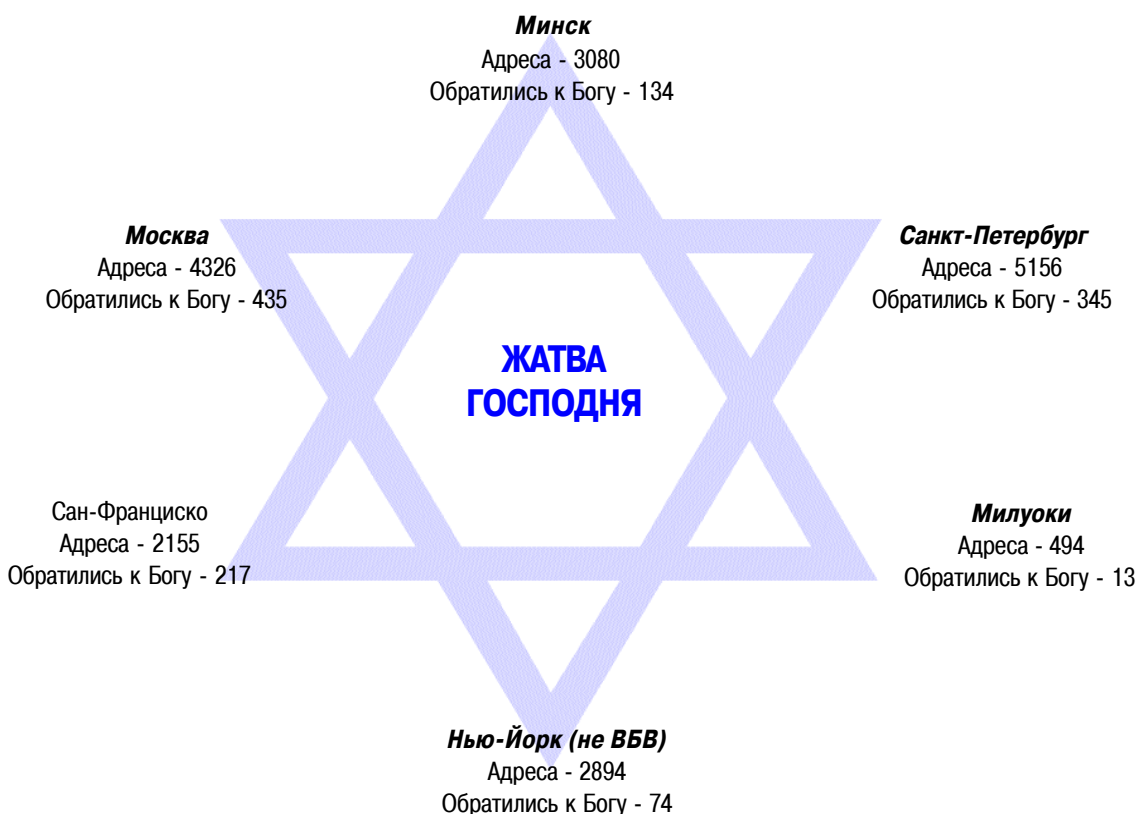 Минск
Адреса - 3080
Обратились к Богу - 134
Москва
Адреса - 4326
Обратились к Богу - 435
Санкт-Петербург
Адреса - 5156
Обратились к Богу - 345
ЖАТВА
ГОСПОДНЯ
Сан-Франциско
Адреса - 2155
Обратились к Богу - 217
Милуоки
Адреса - 494
Обратились к Богу - 13
Нью-Йорк (не ВБВ)
Адреса - 2894
Обратились к Богу - 74